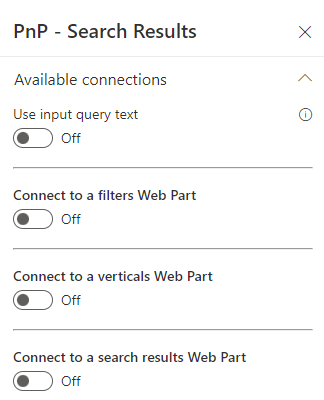 PnP - Search Results
Available connections
Use input query text
Off
Connect to a filters Web Part
Off
Connect to a verticals Web Part
Off
Connect to a search results Web Part
Off